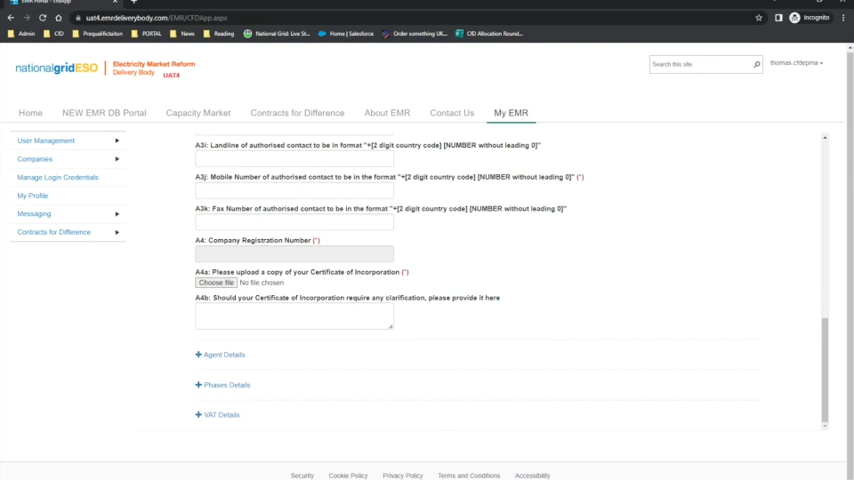 EMR Portal - CfdApp
uat4.emrdeliverybody.com/EMR/CFDApp.aspx
Incognito
Admin
CfD
Prequalificaiton
PORTAL
News
Reading
National Grid: Live St...
Home | Salesforce
Order something UK...
CfD Allocation Round...
nationalgridESO
Electricity Market Reform
Delivery Body
UAT4
Search this site
thomas.cfdepma
Home
NEW EMR DB Portal
Capacity Market
Contracts for Difference
About EMR
Contact Us
My EMR
User Management
Companies
Manage Login Credentials
My Profile
Messaging
Contracts for Difference
A3i: Landline of authorised contact to be in format "+[2 digit country code] [NUMBER without leading 0]"
A3j: Mobile Number of authorised contact to be in format "+[2 digit country code] [NUMBER without leading 0]" (*)
A3k: Fax Number of authorised contact to be in the format "+[2 digit country code] [NUMBER without leading 0]"
A4: Company Registration Number (*)
A4a: Please upload a copy of your Certificate of Incorporation (*)
Choose file No file chosen
A4b: Should your Certificate of Incorporation require any clarification, please provide it here
+ Agent Details
+ Phases Details
+ VAT Details
Security
Cookie Policy
Privacy Policy
Terms and Conditions
Accessibility